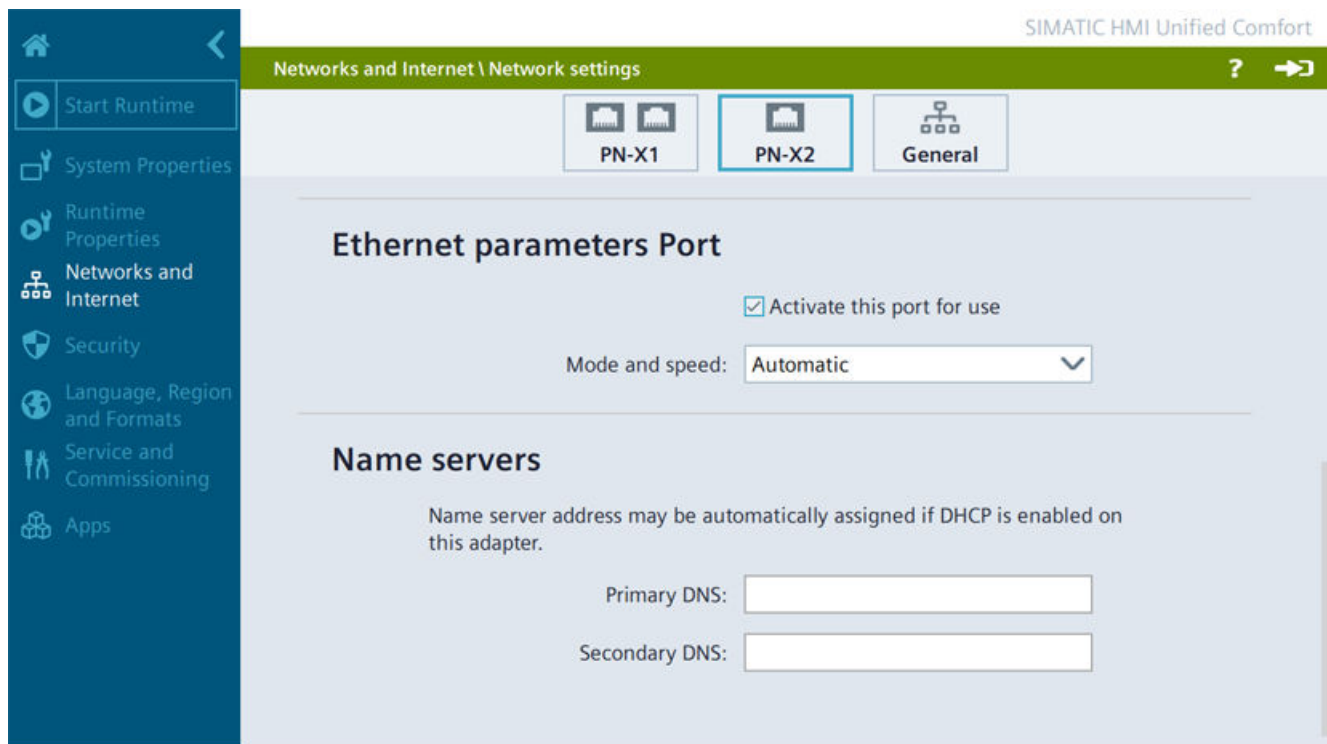 SIMATIC HMI Unified Comfort
Networks and Internet \ Network settings
?
Start Runtime
System Properties
Runtime
Properties
Networks and
Internet
Security
Language, Region
and Formats
Service and
Commissioning
Apps
PN-X1
PN-X2
General
Ethernet parameters Port
Activate this port for use
Mode and speed: Automatic
Name servers
Name server address may be automatically assigned if DHCP is enabled on
this adapter.
Primary DNS:
Secondary DNS: